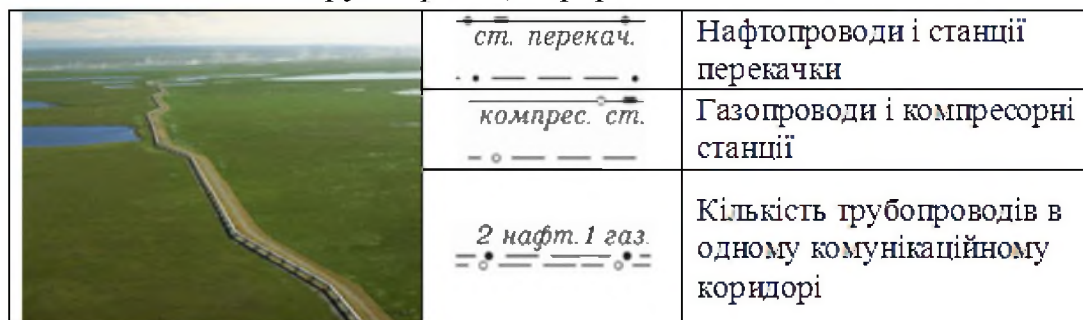 ст. перекач.
Нафтопроводи і станції
перекачки
компрес. ст.
Газопроводи і компресорні
станції
2 нафт. 1 газ.
Кількість трубопроводів в
одному комунікаційному
коридорі